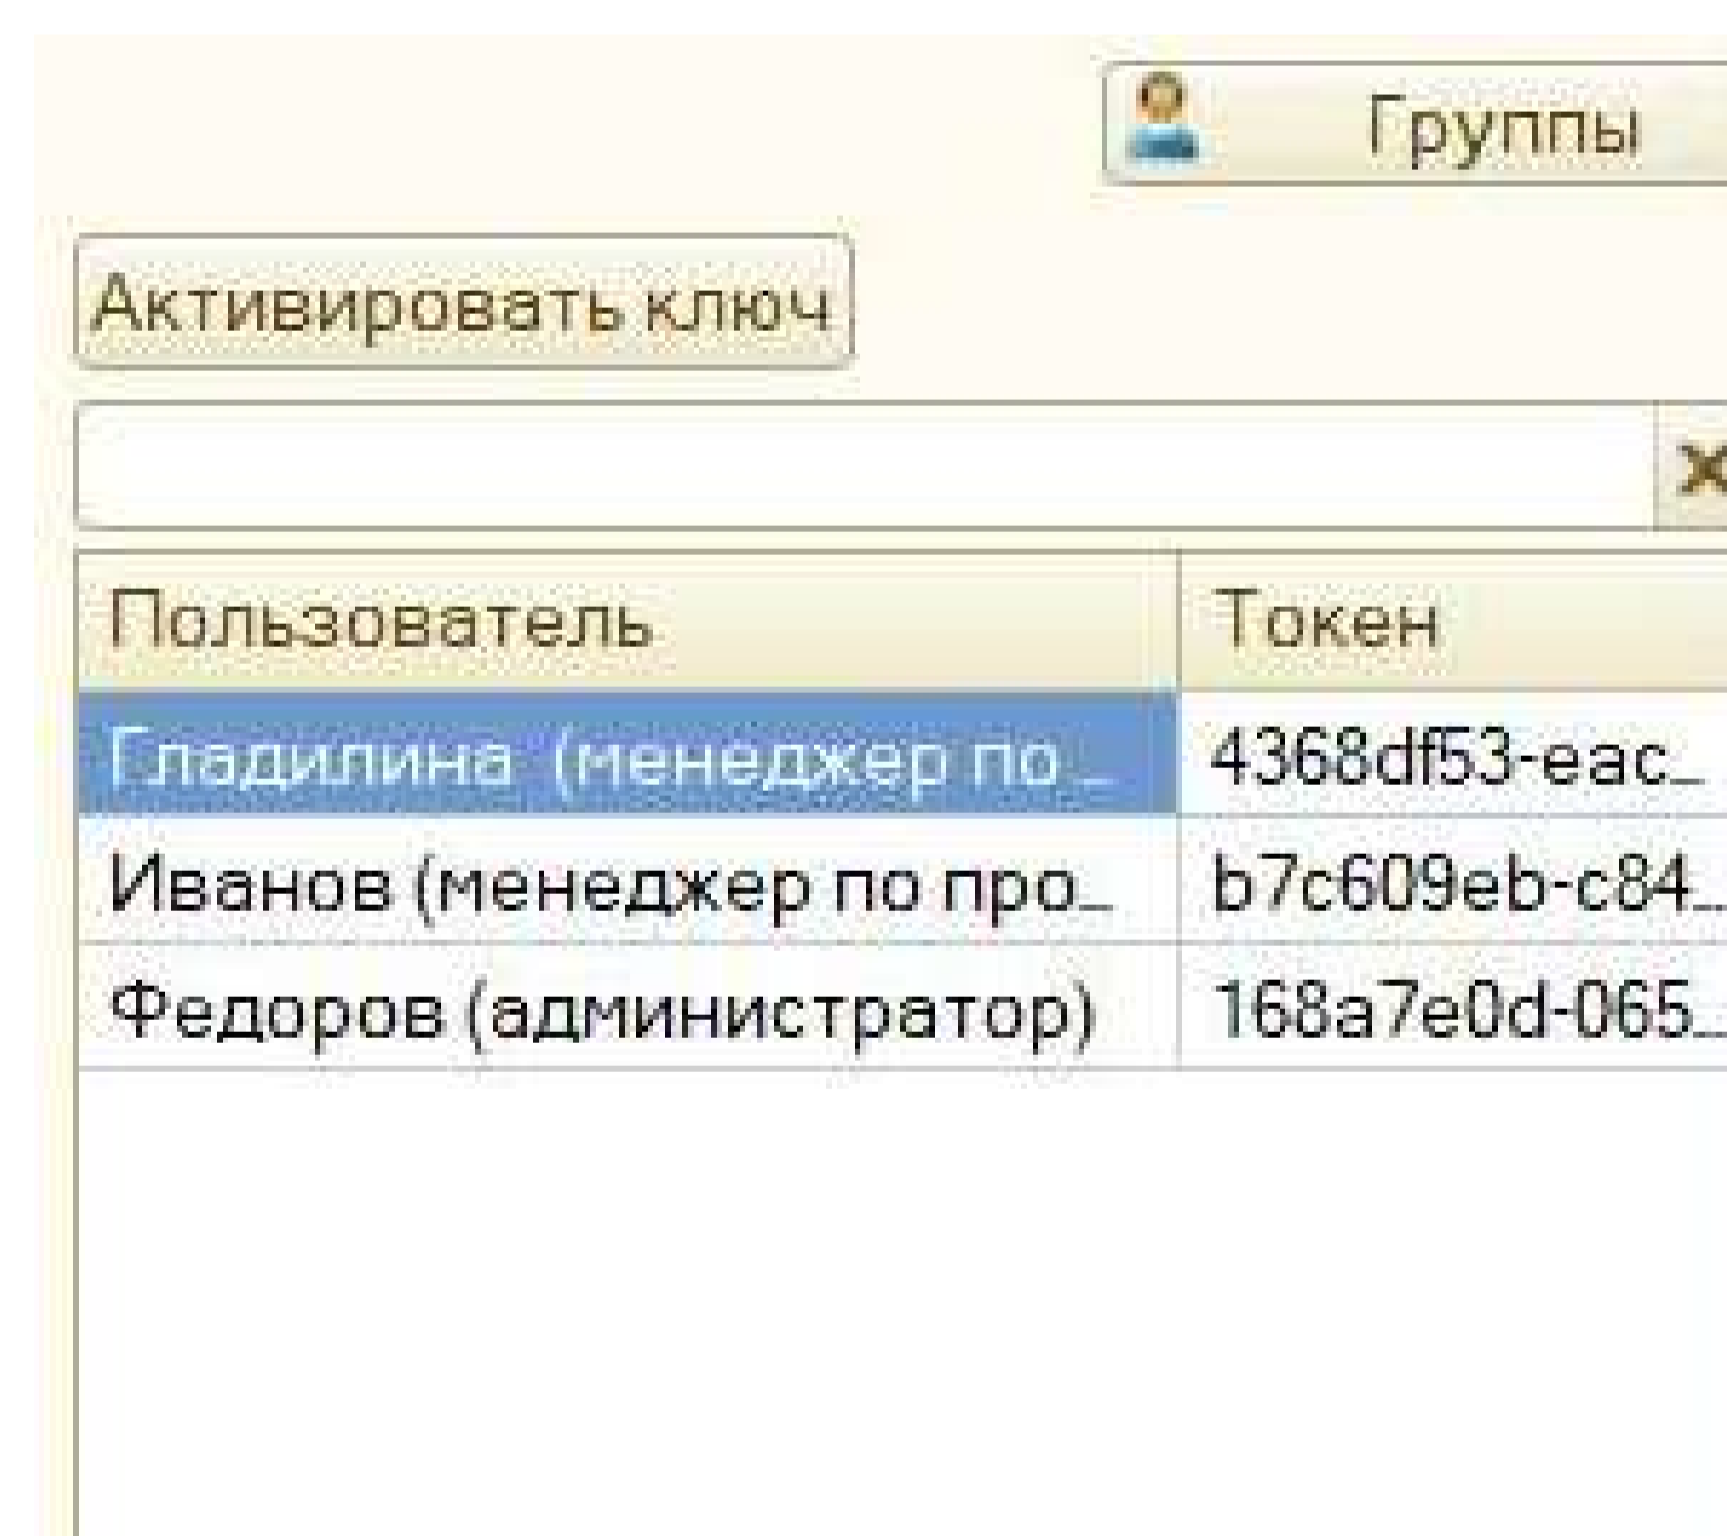 Группы
Активировать ключ
Пользователь Токен
Гладилина (менеджер по ... 4368df53-eac...
Иванов (менеджер по про... b7c609eb-c84...
Федоров (администратор) 168a7e0d-065...